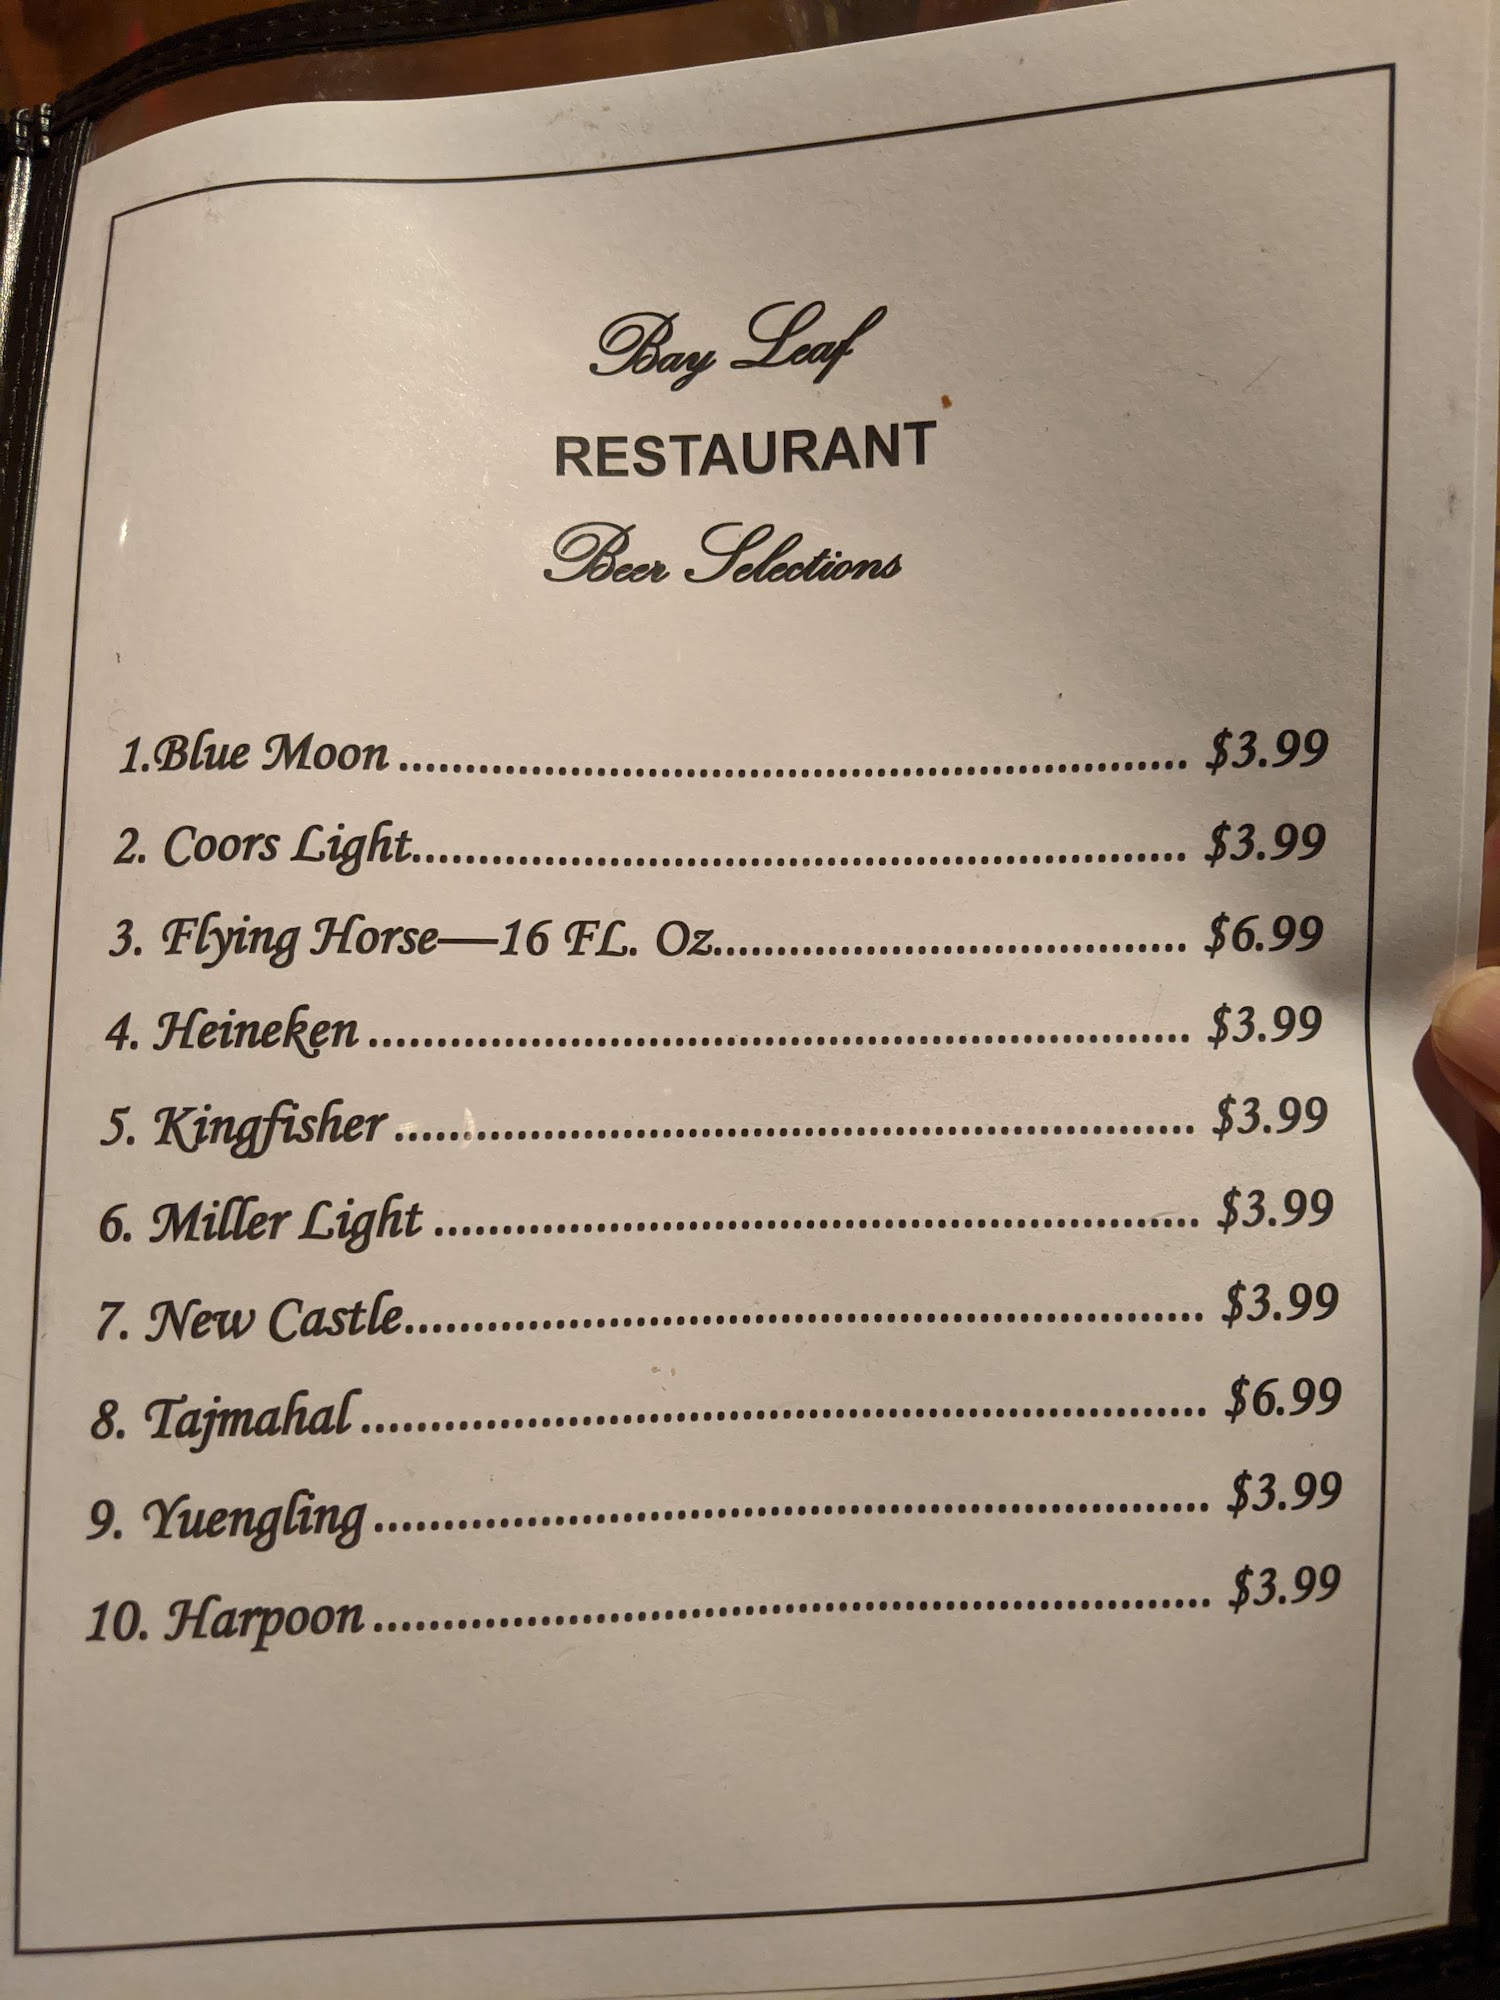 Bay Leaf
RESTAURANT
Beer Selections
1.Blue Moon ........................................................... $3.99
2. Coors Light........................................................... $3.99
3. Flying Horse—16 FL. Oz.................................... $6.99
4. Heineken .............................................................. $3.99
5. Kingfisher ............................................................ $3.99
6. Miller Light ......................................................... $3.99
7. New Castle............................................................ $3.99
8. Tajmahal ............................................................... $6.99
9. Yuengling .............................................................. $3.99
10. Harpoon .............................................................. $3.99